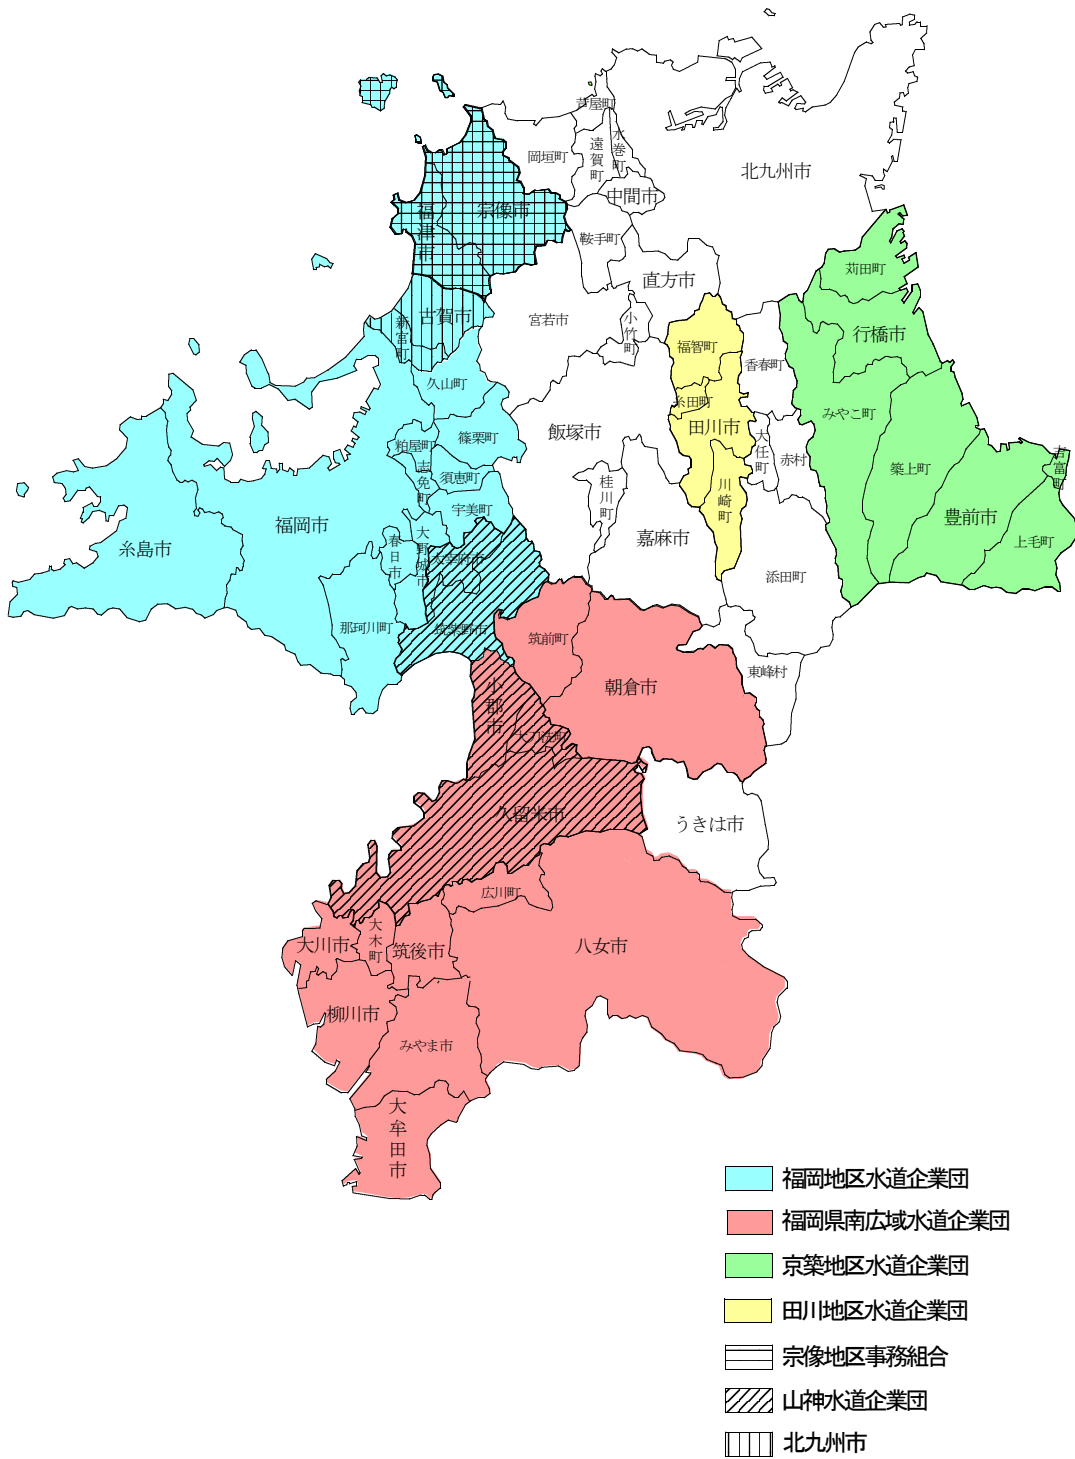 芦屋町
岡垣町
遠賀町
水巻町
北九州市
中間市
宗像市
福津市
鞍手町
苅田町
直方市
古賀市
新宮町
宮若市
小竹町
行橋市
福智町
香春町
久山町
糸田町
みやこ町
田川市
飯塚市
篠栗町
粕屋町
大任町
赤村
志免町
須恵町
桂川町
川崎町
築上町
吉富町
宇美町
豊前市
福岡市
糸島市
春日市
大野城市
太宰府市
嘉麻市
上毛町
添田町
那珂川町
筑紫野市
筑前町
朝倉市
東峰村
小郡市
大刀洗町
久留米市
うきは市
広川町
大川市
大木町
筑後市
八女市
柳川市
みやま市
大牟田市
福岡地区水道企業団
福岡県南広域水道企業団
京築地区水道企業団
田川地区水道企業団
宗像地区事務組合
山神水道企業団
北九州市